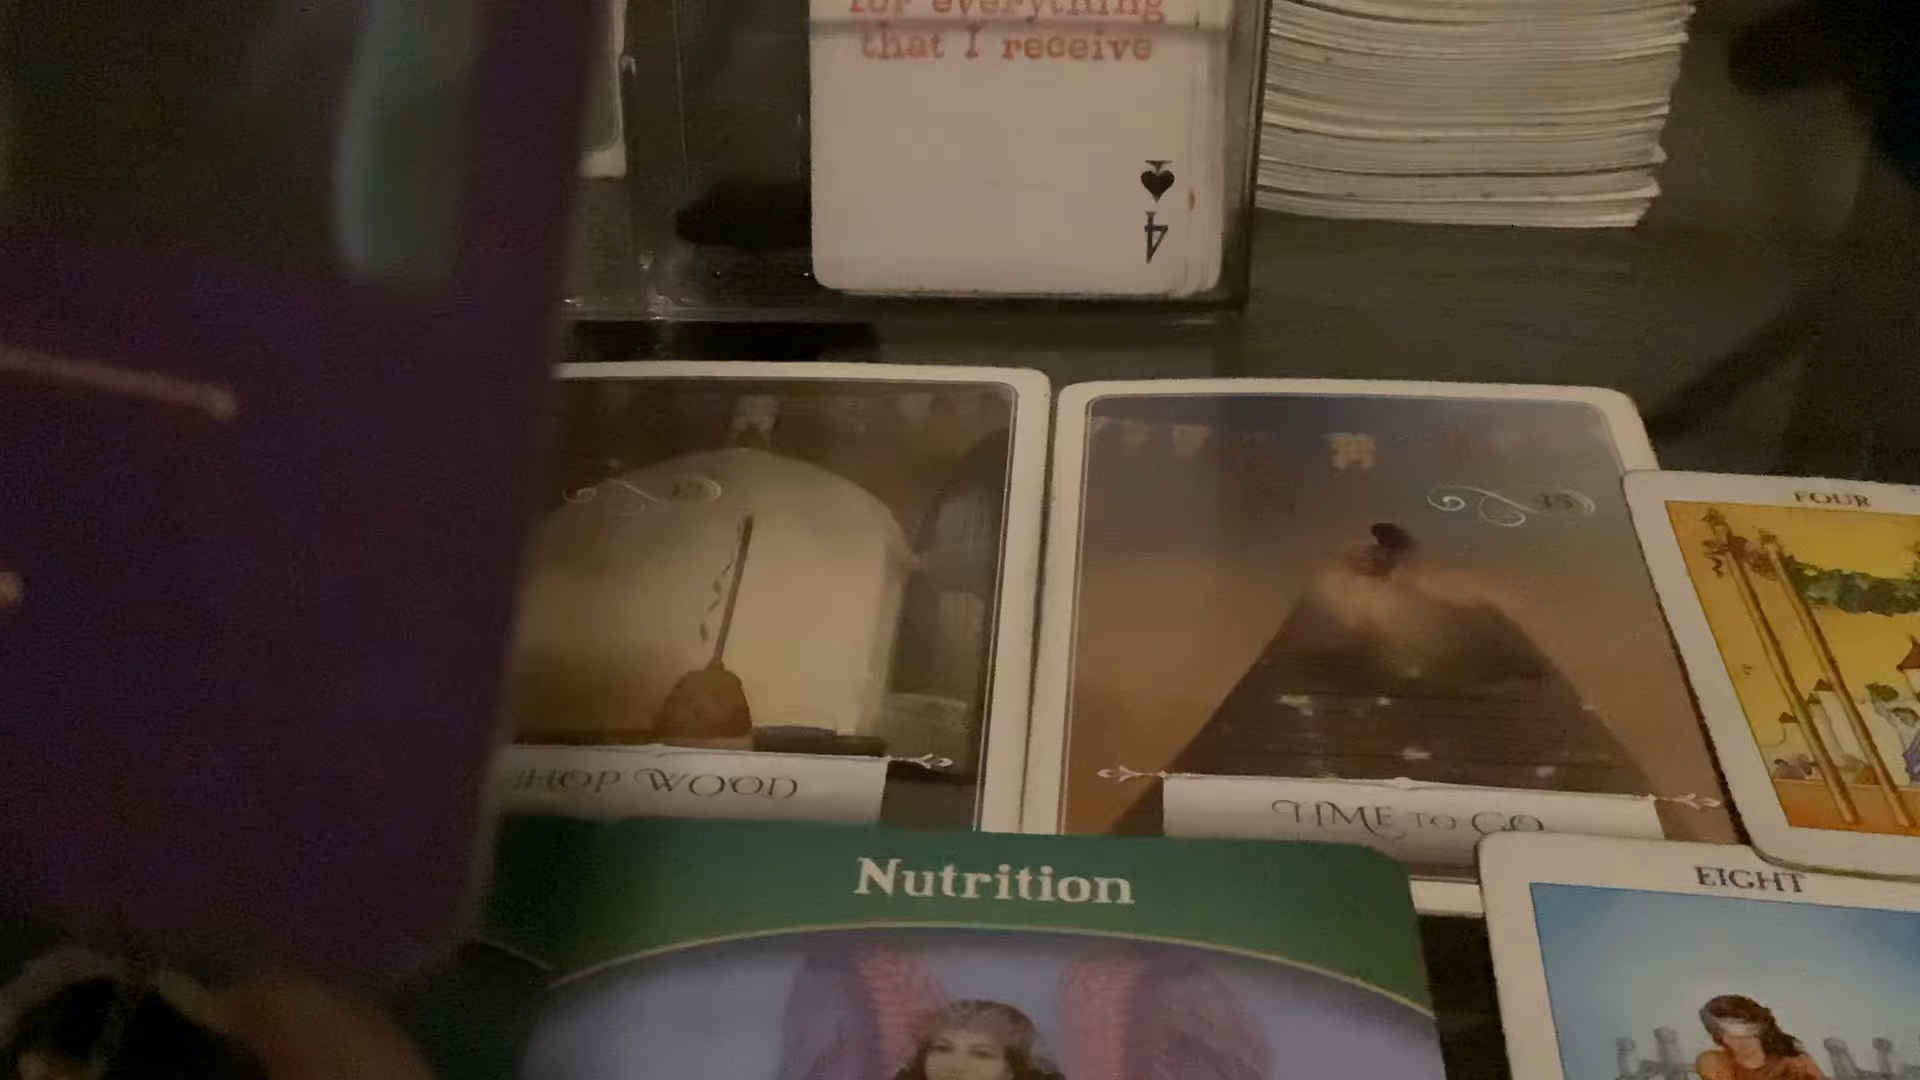 for everything
that I receive
4
FOUR
CHOP WOOD
TIME TO GO
Nutrition
EIGHT